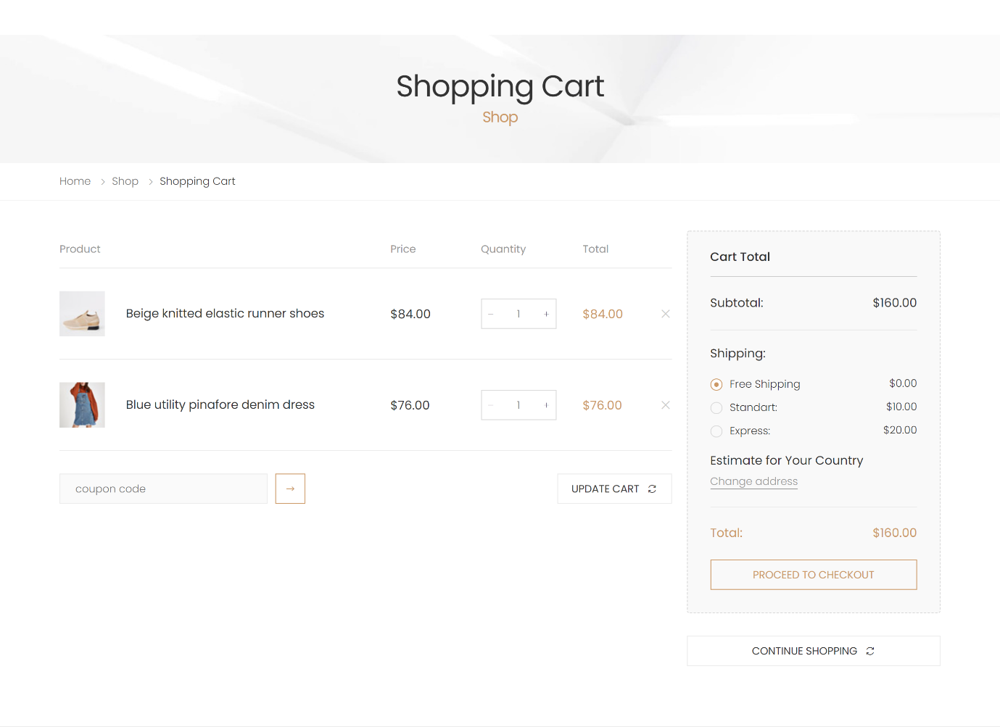 Shopping Cart
Shop
Home > Shop > Shopping Cart
Product Price Quantity Total
Beige knitted elastic runner shoes $84.00 − 1 + $84.00 ×
Blue utility pinafore denim dress $76.00 − 1 + $76.00 ×
coupon code → UPDATE CART
Cart Total
Subtotal: $160.00
Shipping:
Free Shipping $0.00
Standart: $10.00
Express: $20.00
Estimate for Your Country
Change address
Total: $160.00
PROCEED TO CHECKOUT
CONTINUE SHOPPING